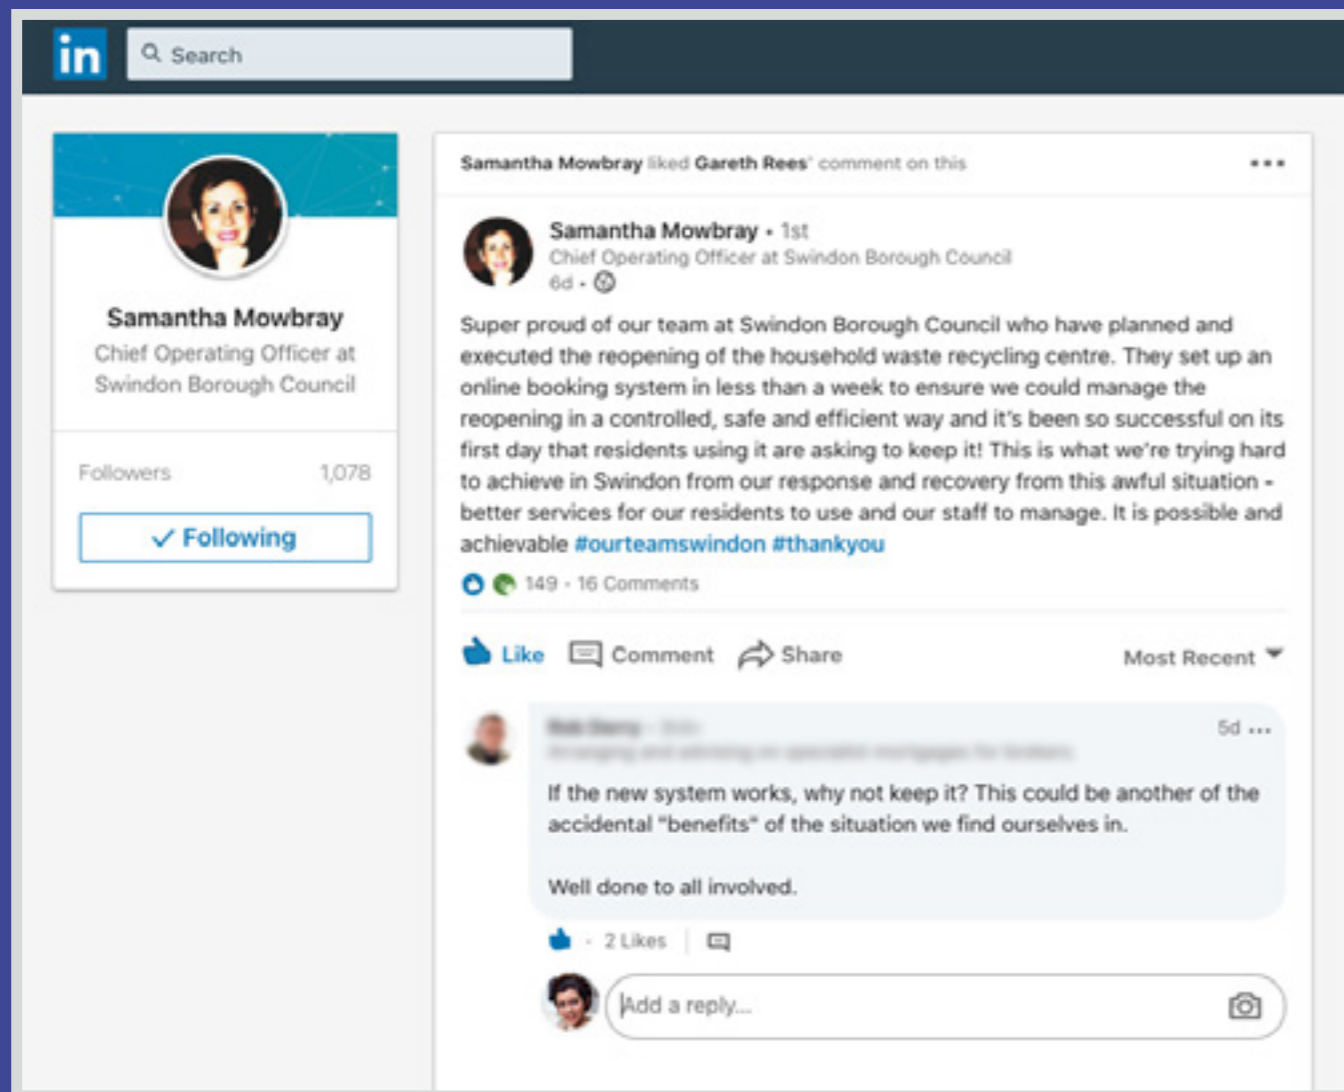 in
Search
Samantha Mowbray
Chief Operating Officer at
Swindon Borough Council
Followers 1,078
✓ Following
Samantha Mowbray liked Gareth Rees' comment on this
Samantha Mowbray • 1st
Chief Operating Officer at Swindon Borough Council
6d •
Super proud of our team at Swindon Borough Council who have planned and
executed the reopening of the household waste recycling centre. They set up an
online booking system in less than a week to ensure we could manage the
reopening in a controlled, safe and efficient way and it's been so successful on its
first day that residents using it are asking to keep it! This is what we're trying hard
to achieve in Swindon from our response and recovery from this awful situation -
better services for our residents to use and our staff to manage. It is possible and
achievable #ourteamswindon #thankyou
149 • 16 Comments
Like Comment Share Most Recent
5d
If the new system works, why not keep it? This could be another of the
accidental "benefits" of the situation we find ourselves in.
Well done to all involved.
2 Likes
Add a reply...